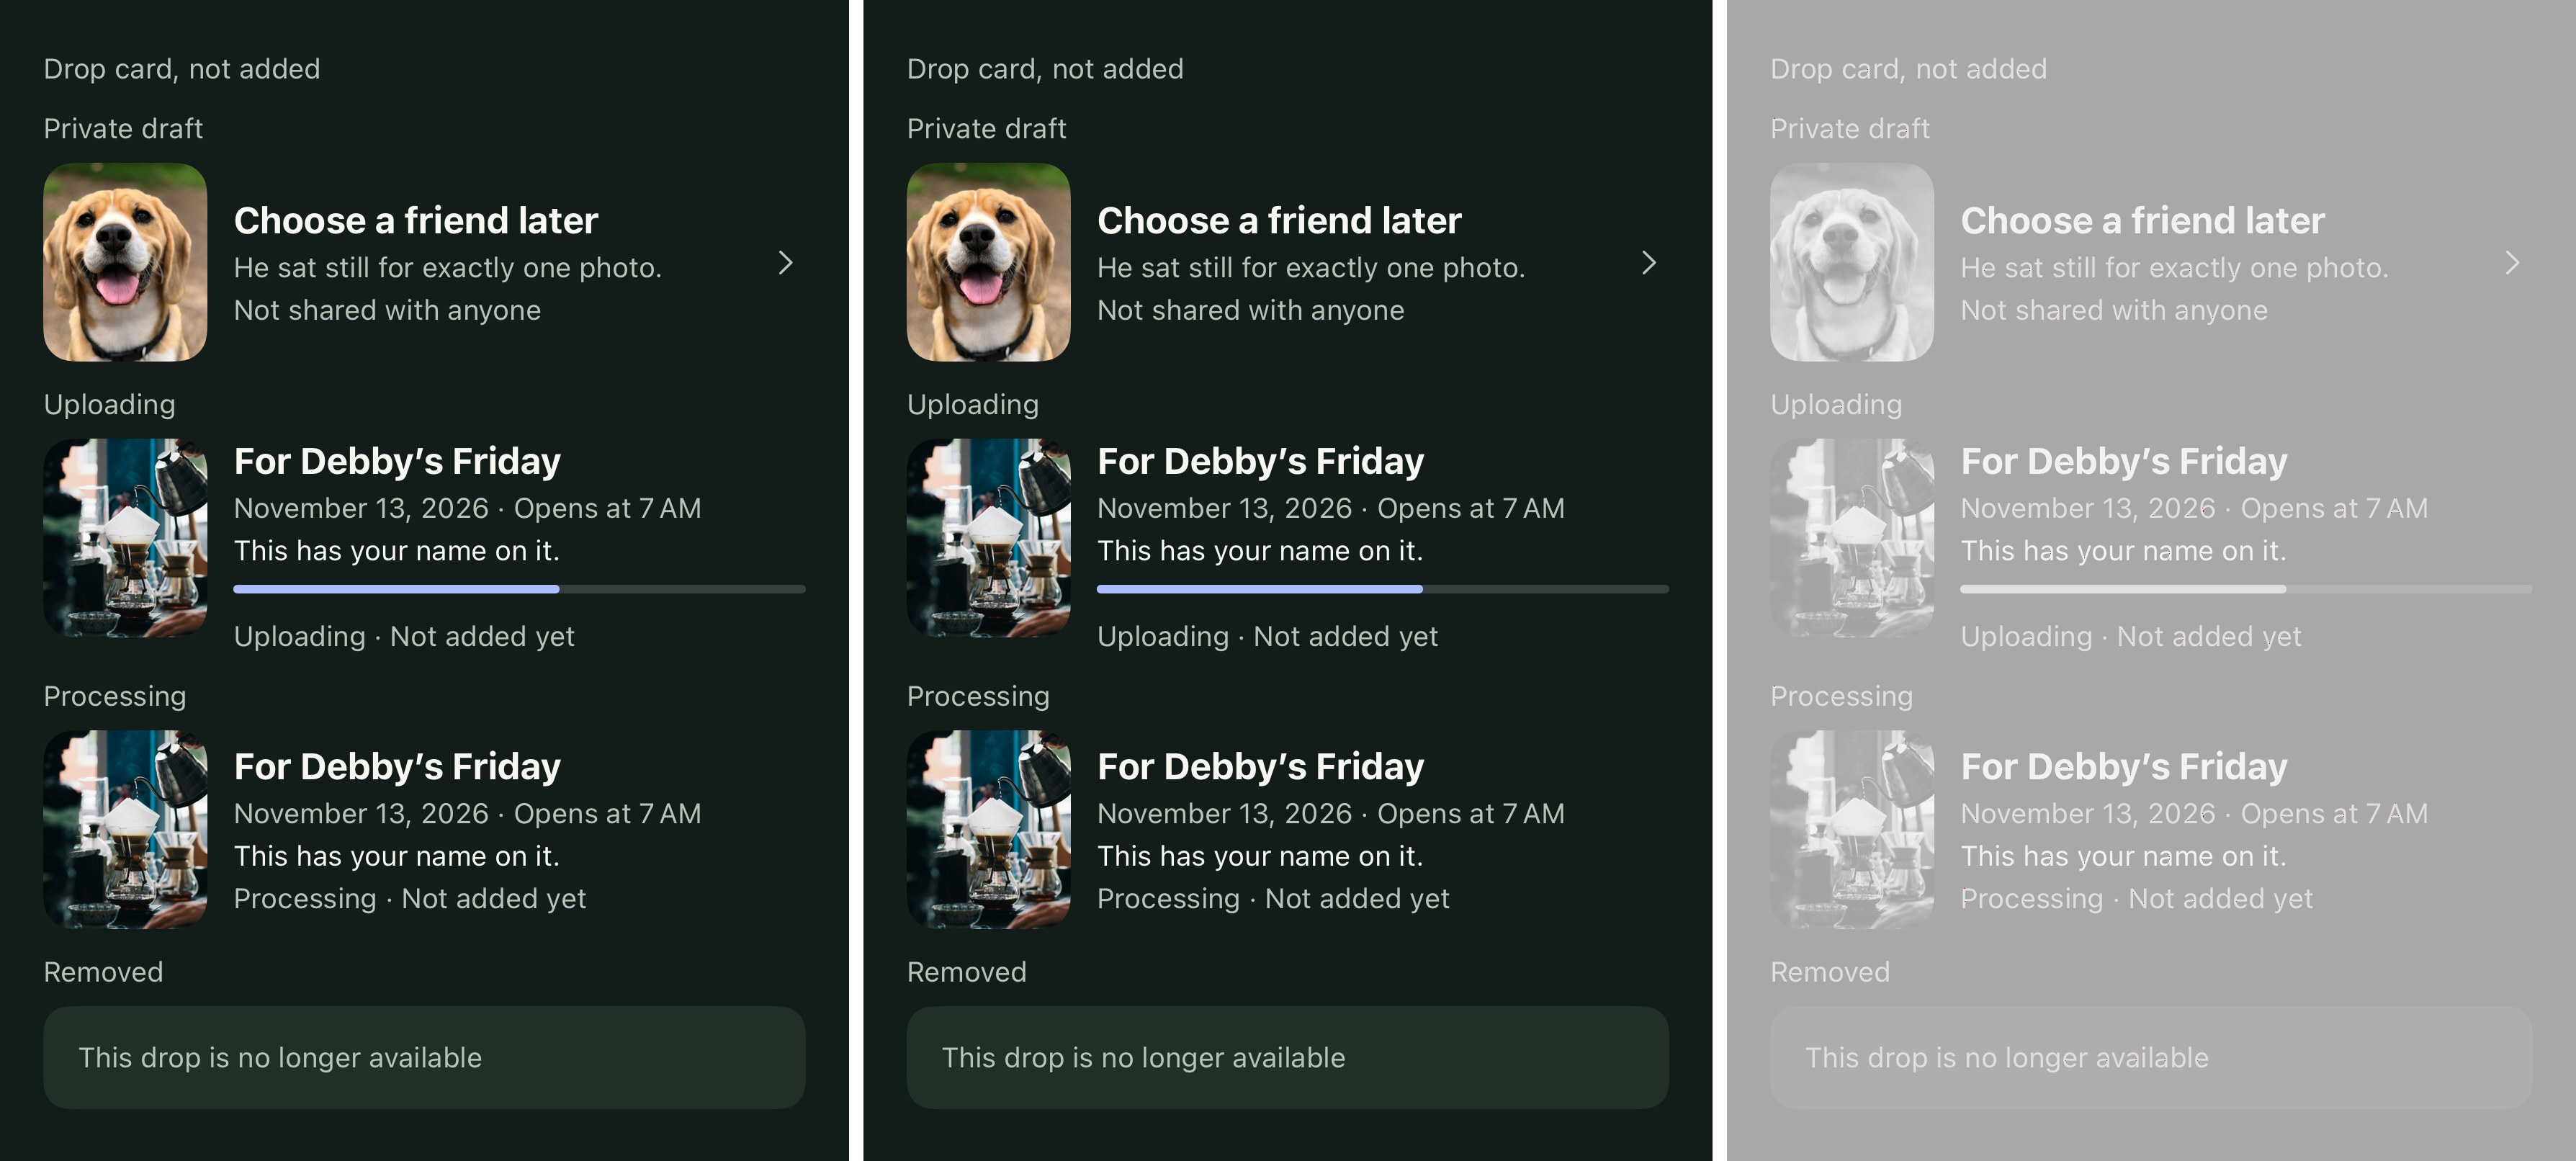 Drop card, not added
Private draft
Choose a friend later
He sat still for exactly one photo.
Not shared with anyone
Uploading
For Debby’s Friday
November 13, 2026 · Opens at 7 AM
This has your name on it.
Uploading · Not added yet
Processing
For Debby’s Friday
November 13, 2026 · Opens at 7 AM
This has your name on it.
Processing · Not added yet
Removed
This drop is no longer available
Drop card, not added
Private draft
Choose a friend later
He sat still for exactly one photo.
Not shared with anyone
Uploading
For Debby’s Friday
November 13, 2026 · Opens at 7 AM
This has your name on it.
Uploading · Not added yet
Processing
For Debby’s Friday
November 13, 2026 · Opens at 7 AM
This has your name on it.
Processing · Not added yet
Removed
This drop is no longer available
Drop card, not added
Private draft
Choose a friend later
He sat still for exactly one photo.
Not shared with anyone
Uploading
For Debby’s Friday
November 13, 2026 · Opens at 7 AM
This has your name on it.
Uploading · Not added yet
Processing
For Debby’s Friday
November 13, 2026 · Opens at 7 AM
This has your name on it.
Processing · Not added yet
Removed
This drop is no longer available